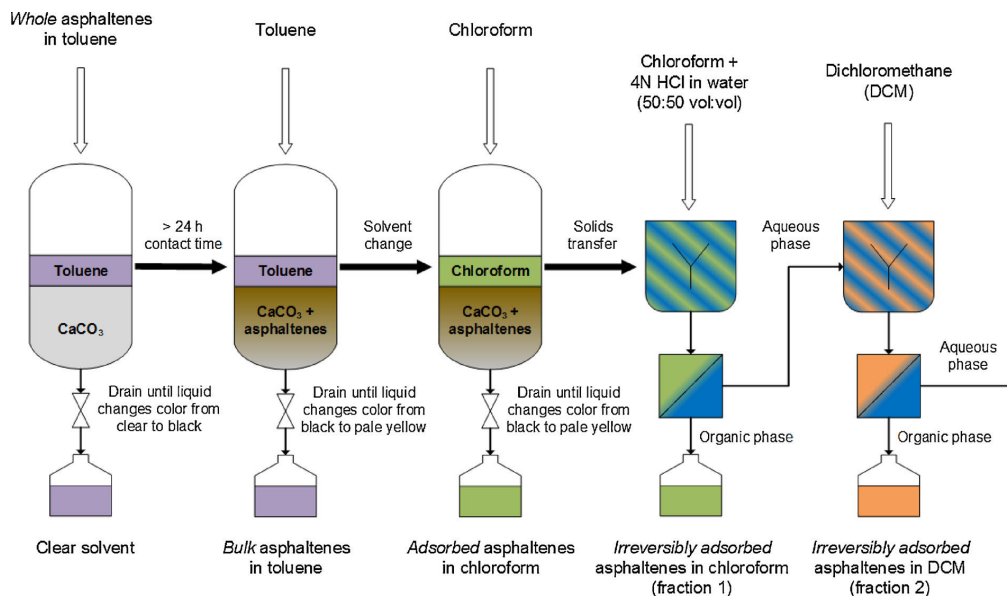 Whole asphaltenes
in toluene
Toluene
Chloroform
Chloroform +
4N HCl in water
(50:50 vol:vol)
Dichloromethane
(DCM)
> 24 h
contact time
Solvent
change
Solids
transfer
Aqueous
phase
Toluene
CaCO3
Toluene
CaCO3 +
asphaltenes
Chloroform
CaCO3 +
asphaltenes
Aqueous
phase
Drain until liquid
changes color from
clear to black
Drain until liquid
changes color from
black to pale yellow
Drain until liquid
changes color from
black to pale yellow
Organic phase
Organic phase
Clear solvent
Bulk asphaltenes
in toluene
Adsorbed asphaltenes
in chloroform
Irreversibly adsorbed
asphaltenes in chloroform
(fraction 1)
Irreversibly adsorbed
asphaltenes in DCM
(fraction 2)